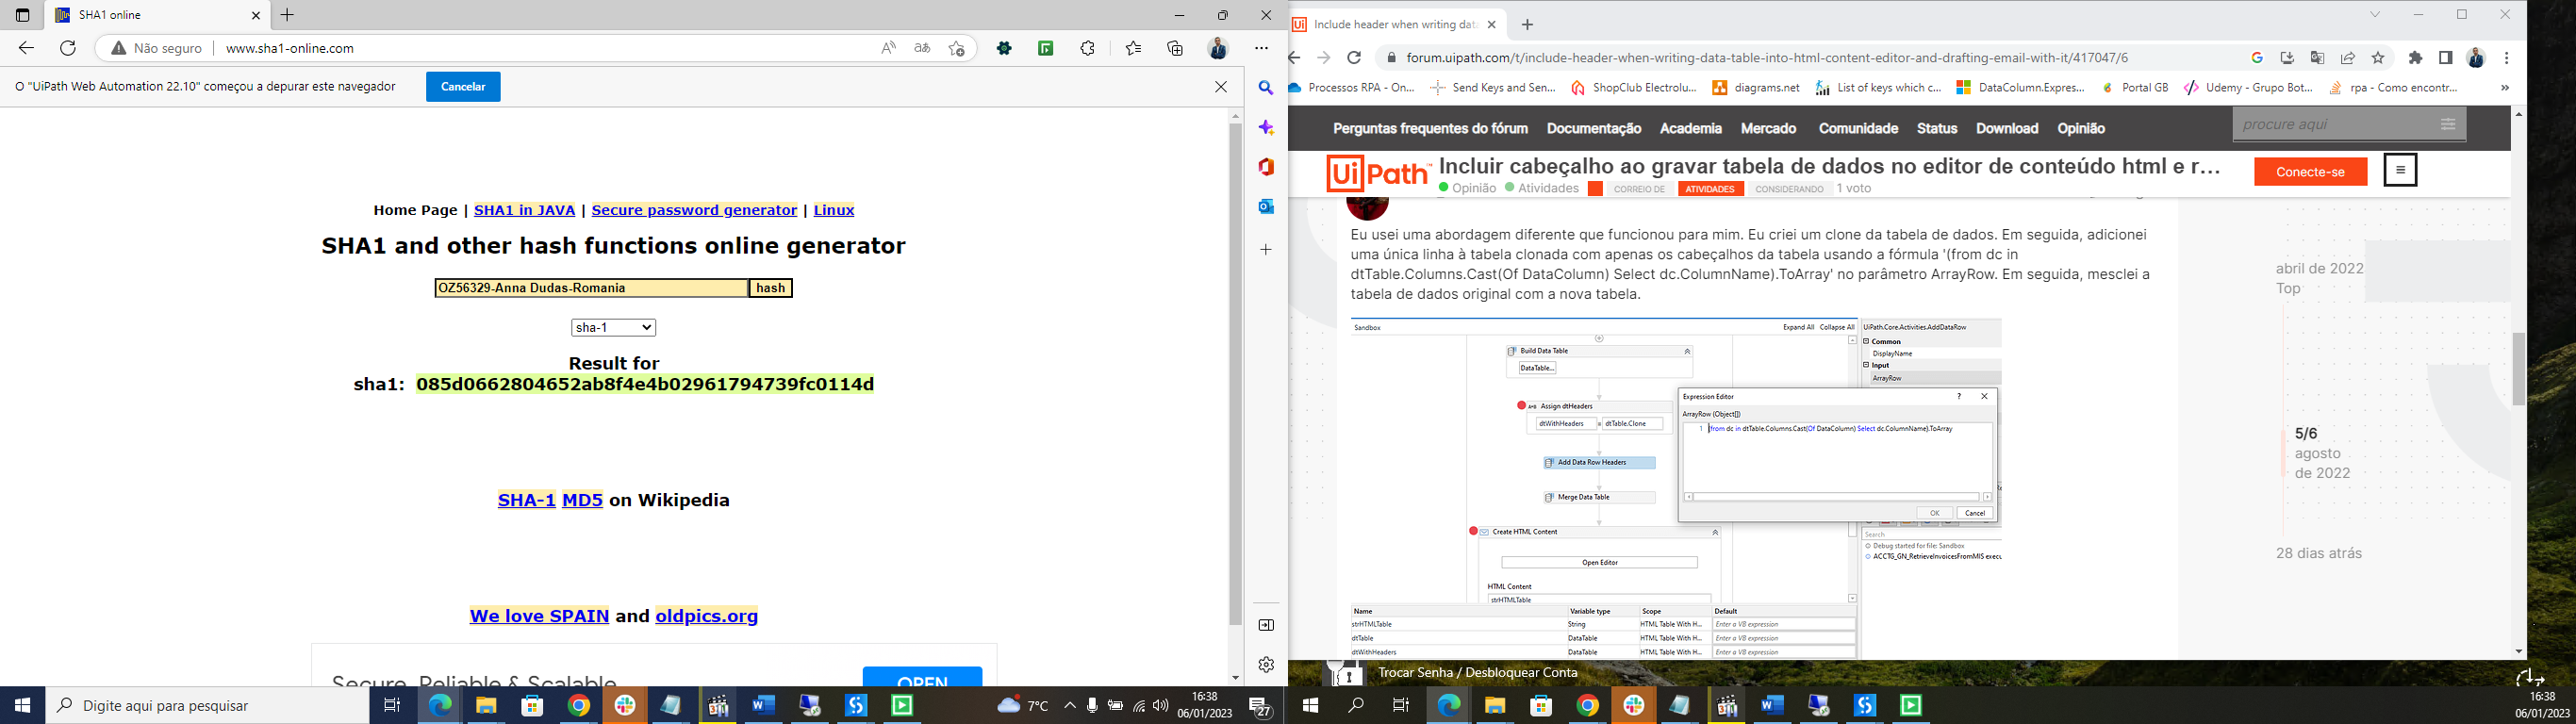 SHA1 online
Não seguro
www.sha1-online.com
O "UiPath Web Automation 22.10" começou a depurar este navegador
Cancelar
Home Page | SHA1 in JAVA | Secure password generator | Linux
SHA1 and other hash functions online generator
OZ56329-Anna Dudas-Romania
hash
sha-1
Result for
sha1: 085d0662804652ab8f4e4b02961794739fc0114d
SHA-1 MD5 on Wikipedia
We love SPAIN and oldpics.org
Secure, Reliable & Scalable
OPEN
Digite aqui para pesquisar
7°C
16:38
06/01/2023
27
Include header when writing data
forum.uipath.com/t/include-header-when-writing-data-table-into-html-content-editor-and-drafting-email-with-it/417047/6
Processos RPA - On...
Send Keys and Sen...
ShopClub Electrolu...
diagrams.net
List of keys which c...
DataColumn.Expres...
Portal GB
Udemy - Grupo Bot...
rpa - Como encontr...
Perguntas frequentes do fórum
Documentação
Academia
Mercado
Comunidade
Status
Download
Opinião
procure aqui
UiPath
Incluir cabeçalho ao gravar tabela de dados no editor de conteúdo html e r...
Opinião
Atividades
CORREIO DE
ATIVIDADES
CONSIDERANDO
1 voto
Conecte-se
Eu usei uma abordagem diferente que funcionou para mim. Eu criei um clone da tabela de dados. Em seguida, adicionei
uma única linha à tabela clonada com apenas os cabeçalhos da tabela usando a fórmula '(from dc in
dtTable.Columns.Cast(Of DataColumn) Select dc.ColumnName).ToArray' no parâmetro ArrayRow. Em seguida, mesclei a
tabela de dados original com a nova tabela.
Sandbox
Expand All
Collapse All
Build Data Table
DataTable...
Assign dtHeaders
dtWithHeaders
=
dtTable.Clone
Add Data Row Headers
Merge Data Table
Create HTML Content
Open Editor
HTML Content
strHTMLTable
UiPath.Core.Activities.AddDataRow
Common
DisplayName
Input
ArrayRow
Expression Editor
ArrayRow (Object[])
1
(from dc in dtTable.Columns.Cast(Of DataColumn) Select dc.ColumnName).ToArray
OK
Cancel
Search
Debug started for file: Sandbox
ACCTG_GN_RetrieveInvoicesFromMIS execu
Name
Variable type
Scope
Default
strHTMLTable
String
HTML Table With H...
Enter a VB expression
dtTable
DataTable
HTML Table With H...
Enter a VB expression
dtWithHeaders
DataTable
HTML Table With H...
Enter a VB expression
abril de 2022
Top
5/6
agosto
de 2022
28 dias atrás
Trocar Senha / Desbloquear Conta
16:38
06/01/2023